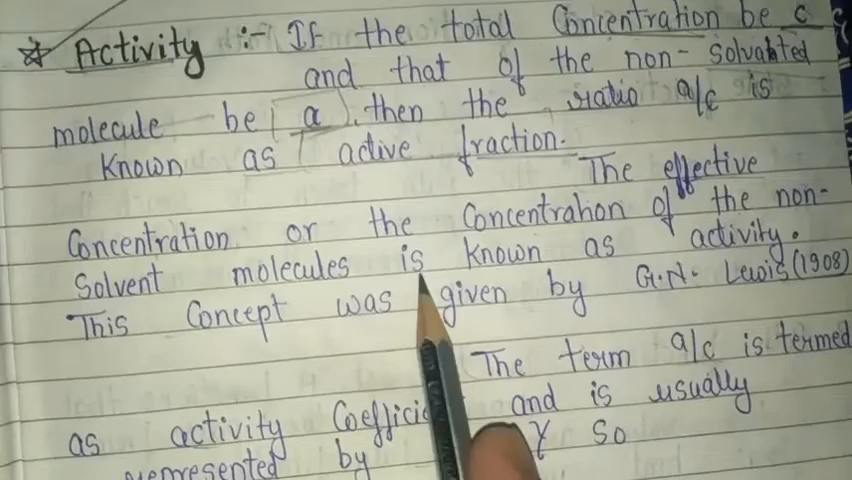 Activity :- If the total Concentration be c
and that of the non-solvated
molecule be a, then the ratio a/c is
Known as active fraction.
The effective
Concentration or the Concentration of the non-
Solvent molecules is known as activity.
This Concept was given by G.N. Lewis (1908)
The term a/c is termed
as activity and is usually
represented by γ So